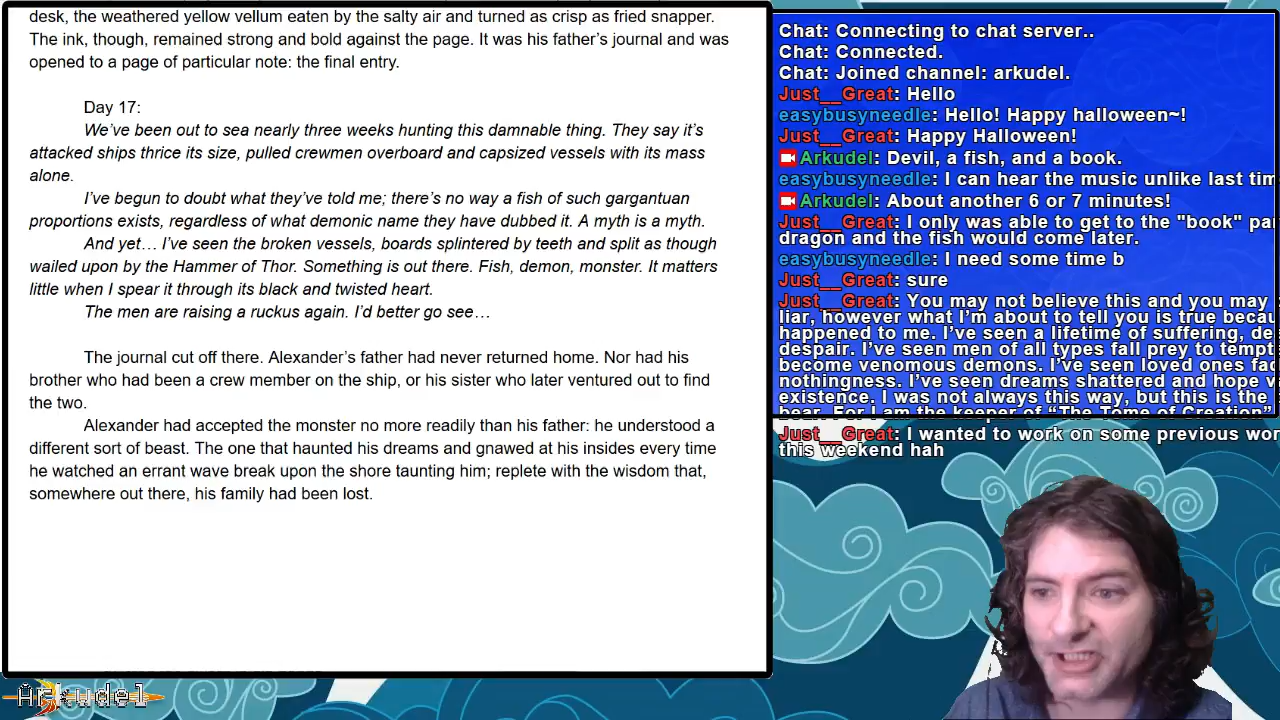 desk, the weathered yellow vellum eaten by the salty air and turned as crisp as fried snapper.
The ink, though, remained strong and bold against the page. It was his father's journal and was
opened to a page of particular note: the final entry.
Day 17:
We've been out to sea nearly three weeks hunting this damnable thing. They say it's
attacked ships thrice its size, pulled crewmen overboard and capsized vessels with its mass
alone.
I've begun to doubt what they've told me; there's no way a fish of such gargantuan
proportions exists, regardless of what demonic name they have dubbed it. A myth is a myth.
And yet… I've seen the broken vessels, boards splintered by teeth and split as though
wailed upon by the Hammer of Thor. Something is out there. Fish, demon, monster. It matters
little when I spear it through its black and twisted heart.
The men are raising a ruckus again. I'd better go see…
The journal cut off there. Alexander's father had never returned home. Nor had his
brother who had been a crew member on the ship, or his sister who later ventured out to find
the two.
Alexander had accepted the monster no more readily than his father: he understood a
different sort of beast. The one that haunted his dreams and gnawed at his insides every time
he watched an errant wave break upon the shore taunting him; replete with the wisdom that,
somewhere out there, his family had been lost.
Chat: Connecting to chat server..
Chat: Connected.
Chat: Joined channel: arkudel.
Just__Great: Hello
easybusyneedle: Hello! Happy halloween~!
Just__Great: Happy Halloween!
Arkudel: Devil, a fish, and a book.
easybusyneedle: I can hear the music unlike last tim
Arkudel: About another 6 or 7 minutes!
Just__Great: I only was able to get to the "book" pa
dragon and the fish would come later.
easybusyneedle: I need some time b
Just__Great: sure
Just__Great: You may not believe this and you may
liar, however what I'm about to tell you is true beca
happened to me. I've seen a lifetime of suffering, de
despair. I've seen men of all types fall prey to tempt
become venomous demons. I've seen loved ones fa
nothingness. I've seen dreams shattered and hope v
existence. I was not always this way, but this is the
bear. For I am the keeper of "The Tome of Creation"
Just__Great: I wanted to work on some previous wor
this weekend hah
Arkudel